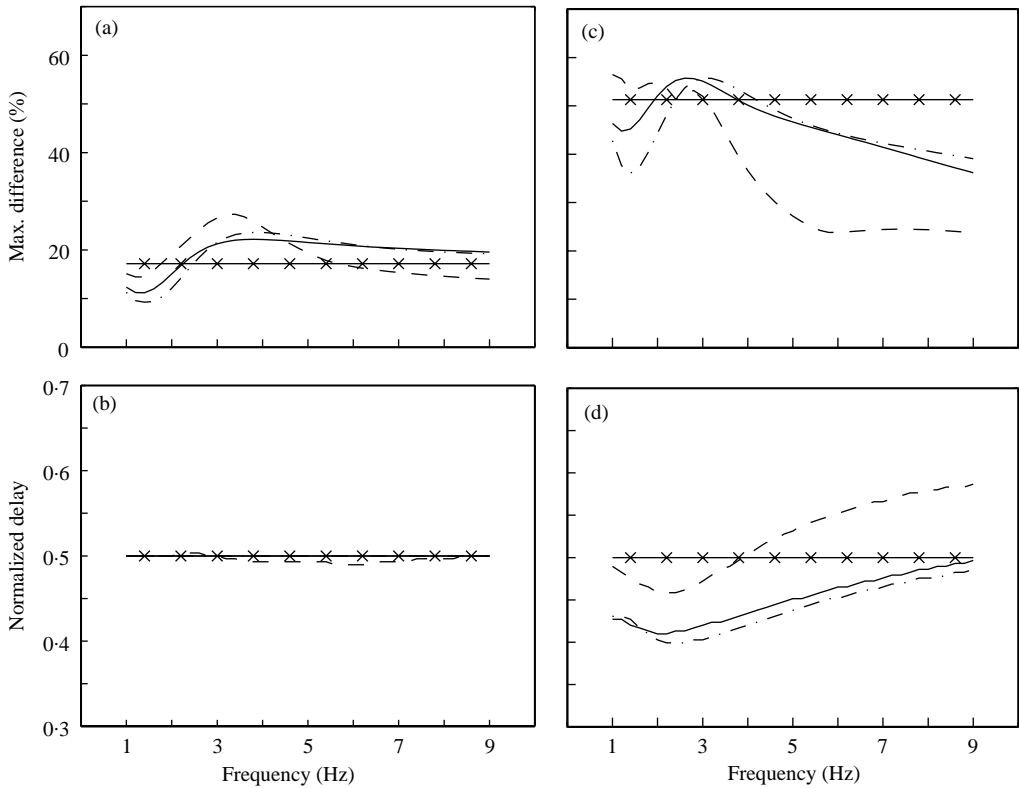 (a)
60
40
20
0
Max. difference (%)
(c)
(b)
0·7
0·6
0·5
0·4
0·3
Normalized delay
1 3 5 7 9
Frequency (Hz)
(d)
1 3 5 7 9
Frequency (Hz)